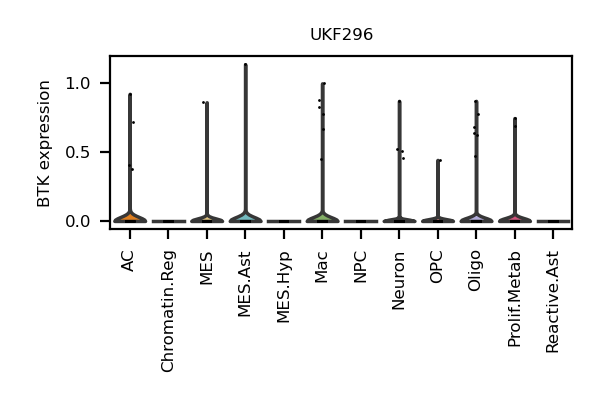 UKF296
BTK expression
1.0
0.5
0.0
AC
Chromatin.Reg
MES
MES.Ast
MES.Hyp
Mac
NPC
Neuron
OPC
Oligo
Prolif.Metab
Reactive.Ast